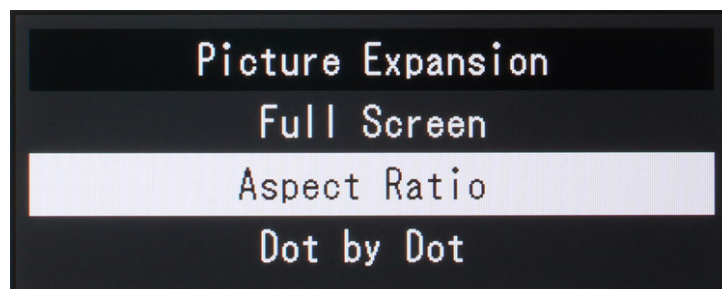 Picture Expansion
Full Screen
Aspect Ratio
Dot by Dot